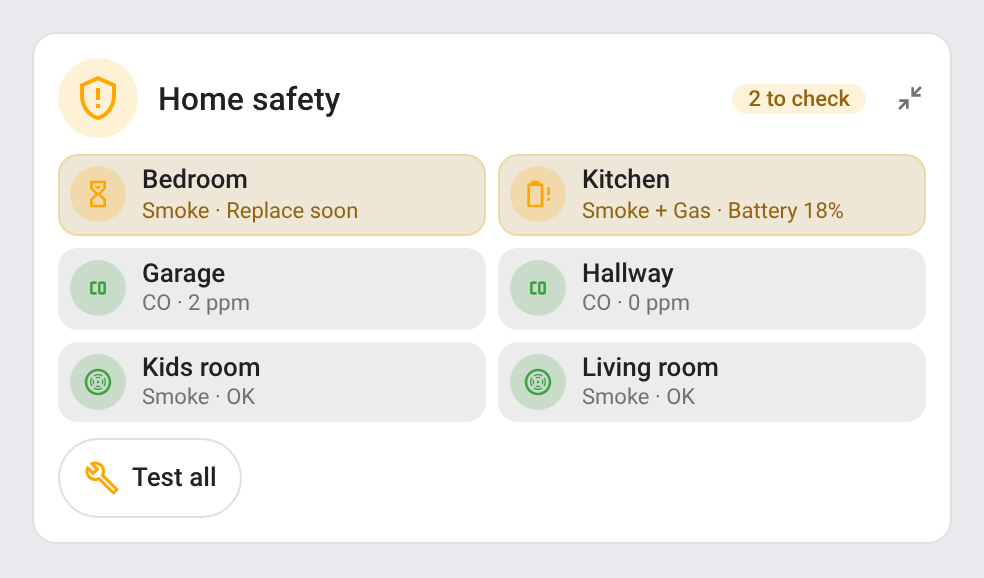 Home safety
2 to check
Bedroom
Smoke · Replace soon
Kitchen
Smoke + Gas · Battery 18%
CO
Garage
CO · 2 ppm
CO
Hallway
CO · 0 ppm
Kids room
Smoke · OK
Living room
Smoke · OK
Test all